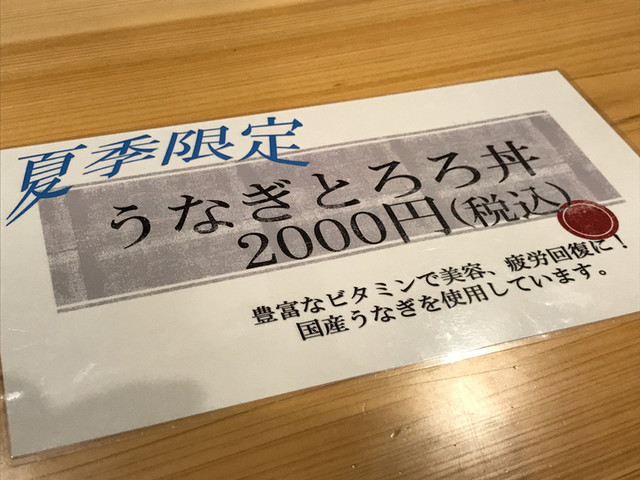 夏季限定
うなぎとろろ丼
2000円(税込)
豊富なビタミンで美容、疲労回復に!
国産うなぎを使用しています。